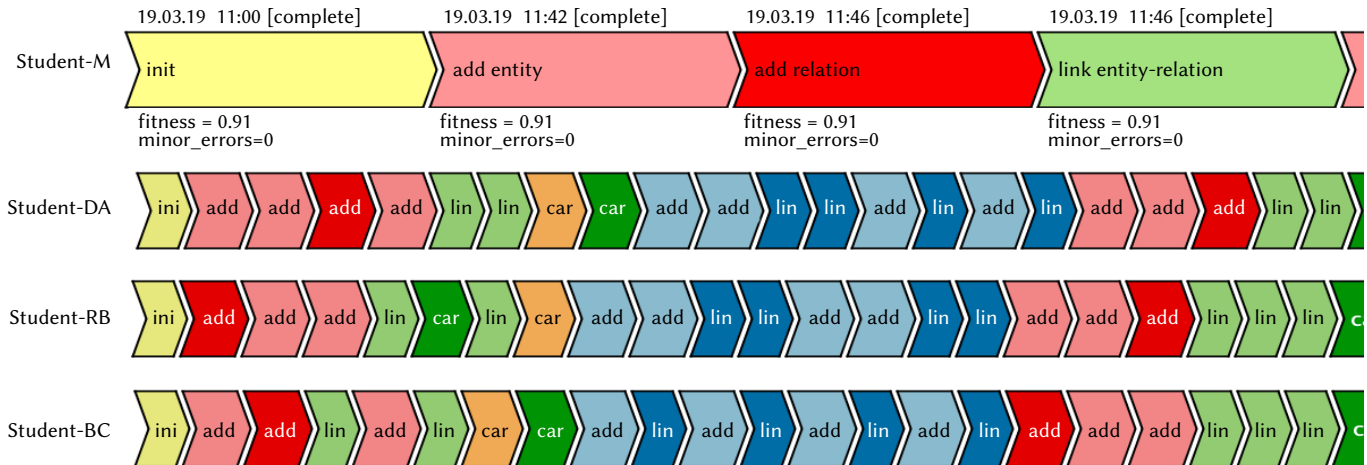 19.03.19 11:00 [complete] 19.03.19 11:42 [complete] 19.03.19 11:46 [complete] 19.03.19 11:46 [complete]
Student-M init add entity add relation link entity-relation
fitness = 0.91 fitness = 0.91 fitness = 0.91 fitness = 0.91
minor_errors=0 minor_errors=0 minor_errors=0 minor_errors=0
Student-DA ini add add add add lin lin car car add add lin lin add lin add lin add add add lin lin
Student-RB ini add add add lin car lin car add add lin lin add add lin lin add add add lin lin lin
Student-BC ini add add lin add lin car car add lin add lin add lin add lin add add add lin lin lin